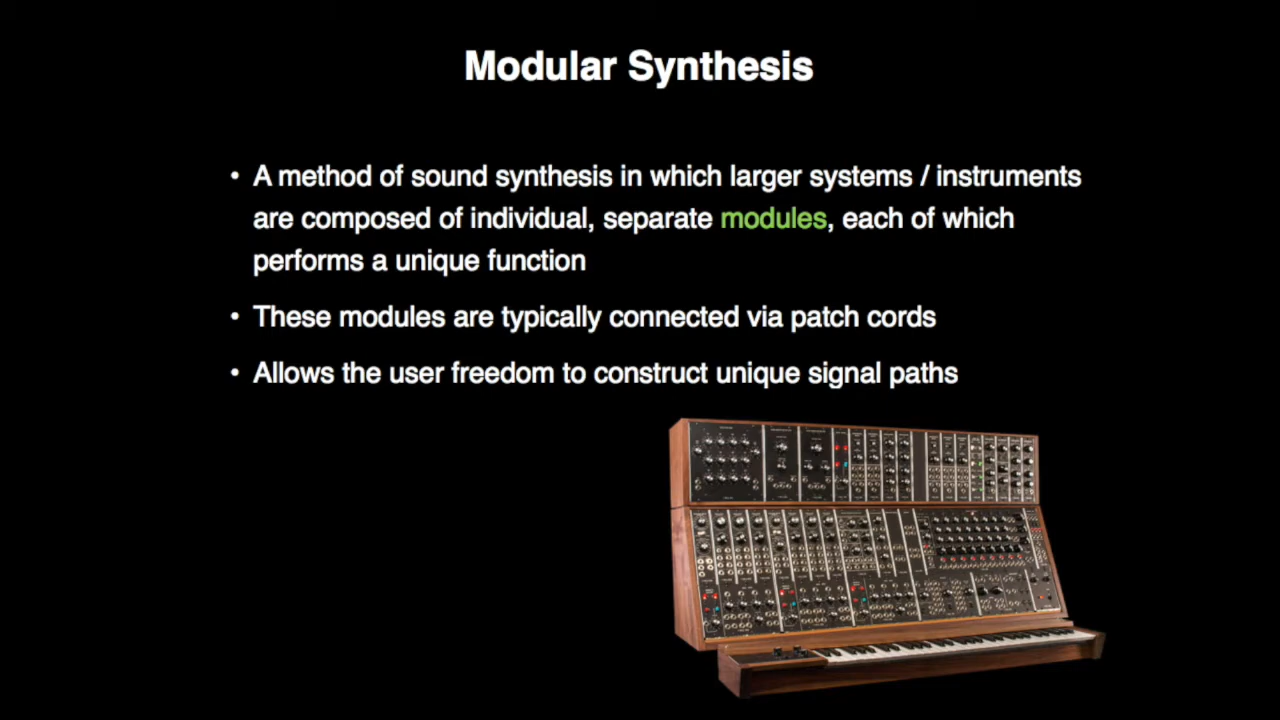 Modular Synthesis
• A method of sound synthesis in which larger systems / instruments
are composed of individual, separate modules, each of which
performs a unique function
• These modules are typically connected via patch cords
• Allows the user freedom to construct unique signal paths